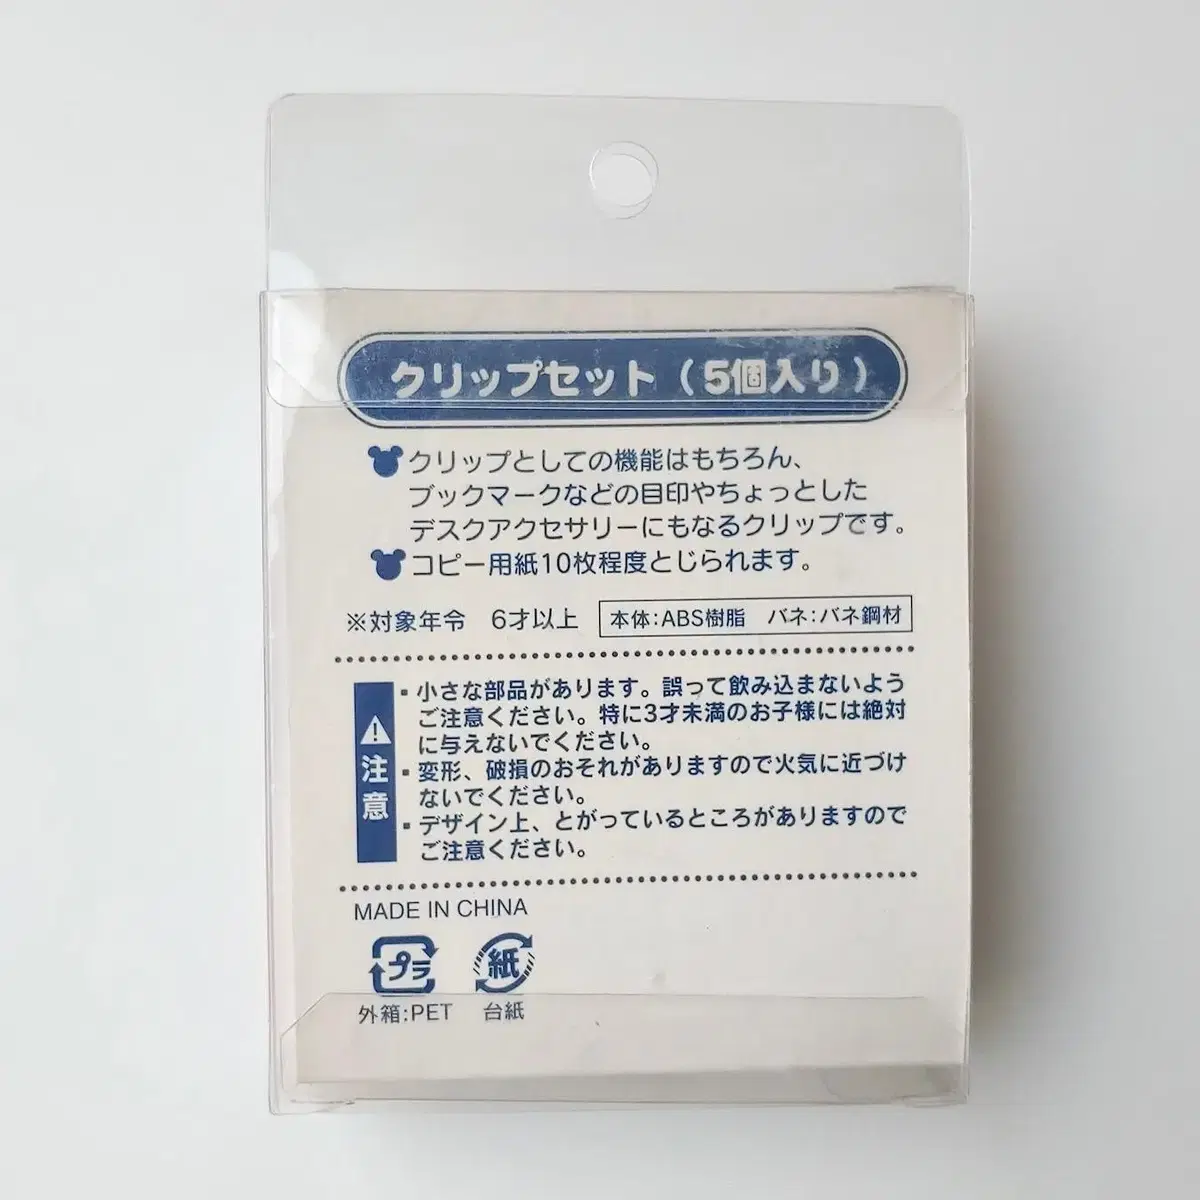 クリップセット(5個入り)
クリップとしての機能はもちろん、
ブックマークなどの目印やちょっとした
デスクアクセサリーにもなるクリップです。
コピー用紙10枚程度とじられます。
※対象年令 6才以上
本体:ABS樹脂 バネ:バネ鋼材
注意
・小さな部品があります。誤って飲み込まないよう
ご注意ください。特に3才未満のお子様には絶対
に与えないでください。
・変形、破損のおそれがありますので火気に近づけ
ないでください。
・デザイン上、とがっているところがありますので
ご注意ください。
MADE IN CHINA
プラ 紙
外箱:PET 台紙